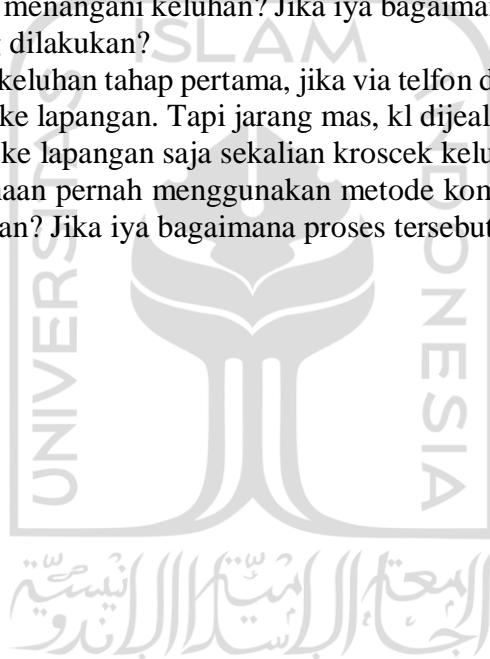 menangani keluhan? Jika iya bagaima
dilakukan?
keluhan tahap pertama, jika via telfon d
ke lapangan. Tapi jarang mas, kl dijeal
ke lapangan saja sekalian kroscek kelu
naan pernah menggunakan metode kon
an? Jika iya bagaimana proses tersebut
ISLAM
UNIVERSITAS
INDONESIA